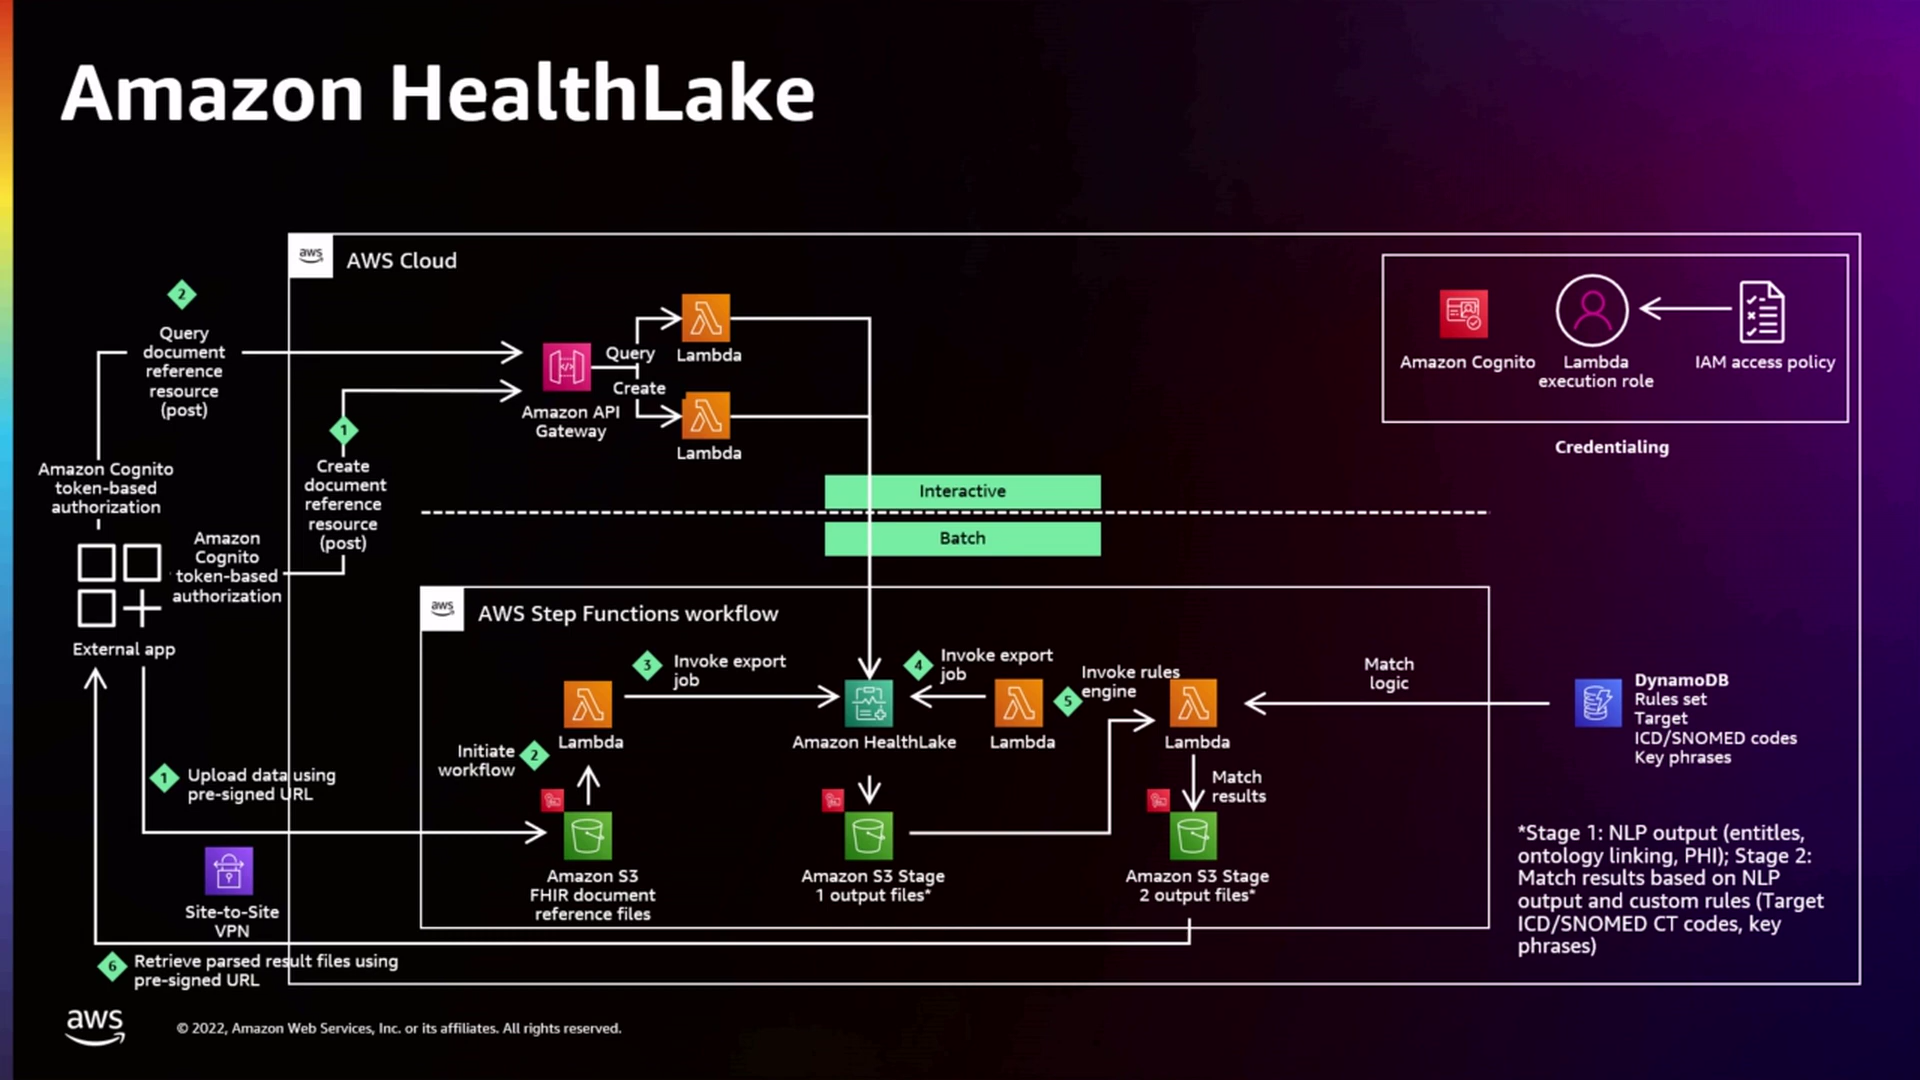 Amazon HealthLake
aws
AWS Cloud
2
Query
document
reference
resource
(post)
Amazon Cognito
token-based
authorization
Amazon
Cognito
token-based
authorization
External app
1
Create
document
reference
resource
(post)
Amazon API
Gateway
Query
Create
Lambda
Lambda
Amazon Cognito
Lambda
execution role
IAM access policy
Credentialing
Interactive
Batch
aws
AWS Step Functions workflow
1
Upload data using
pre-signed URL
Site-to-Site
VPN
Initiate
workflow
2
Lambda
Amazon S3
FHIR document
reference files
3
Invoke export
job
Amazon HealthLake
Amazon S3 Stage
1 output files*
4
Invoke export
job
Lambda
5
Invoke rules
engine
Lambda
Match
results
Amazon S3 Stage
2 output files*
Match
logic
DynamoDB
Rules set
Target
ICD/SNOMED codes
Key phrases
*Stage 1: NLP output (entitles,
ontology linking, PHI); Stage 2:
Match results based on NLP
output and custom rules (Target
ICD/SNOMED CT codes, key
phrases)
6
Retrieve parsed result files using
pre-signed URL
aws
© 2022, Amazon Web Services, Inc. or its affiliates. All rights reserved.